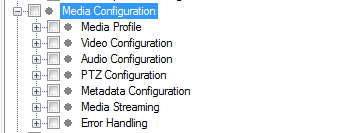 Media Configuration
Media Profile
Video Configuration
Audio Configuration
PTZ Configuration
Metadata Configuration
Media Streaming
Error Handling